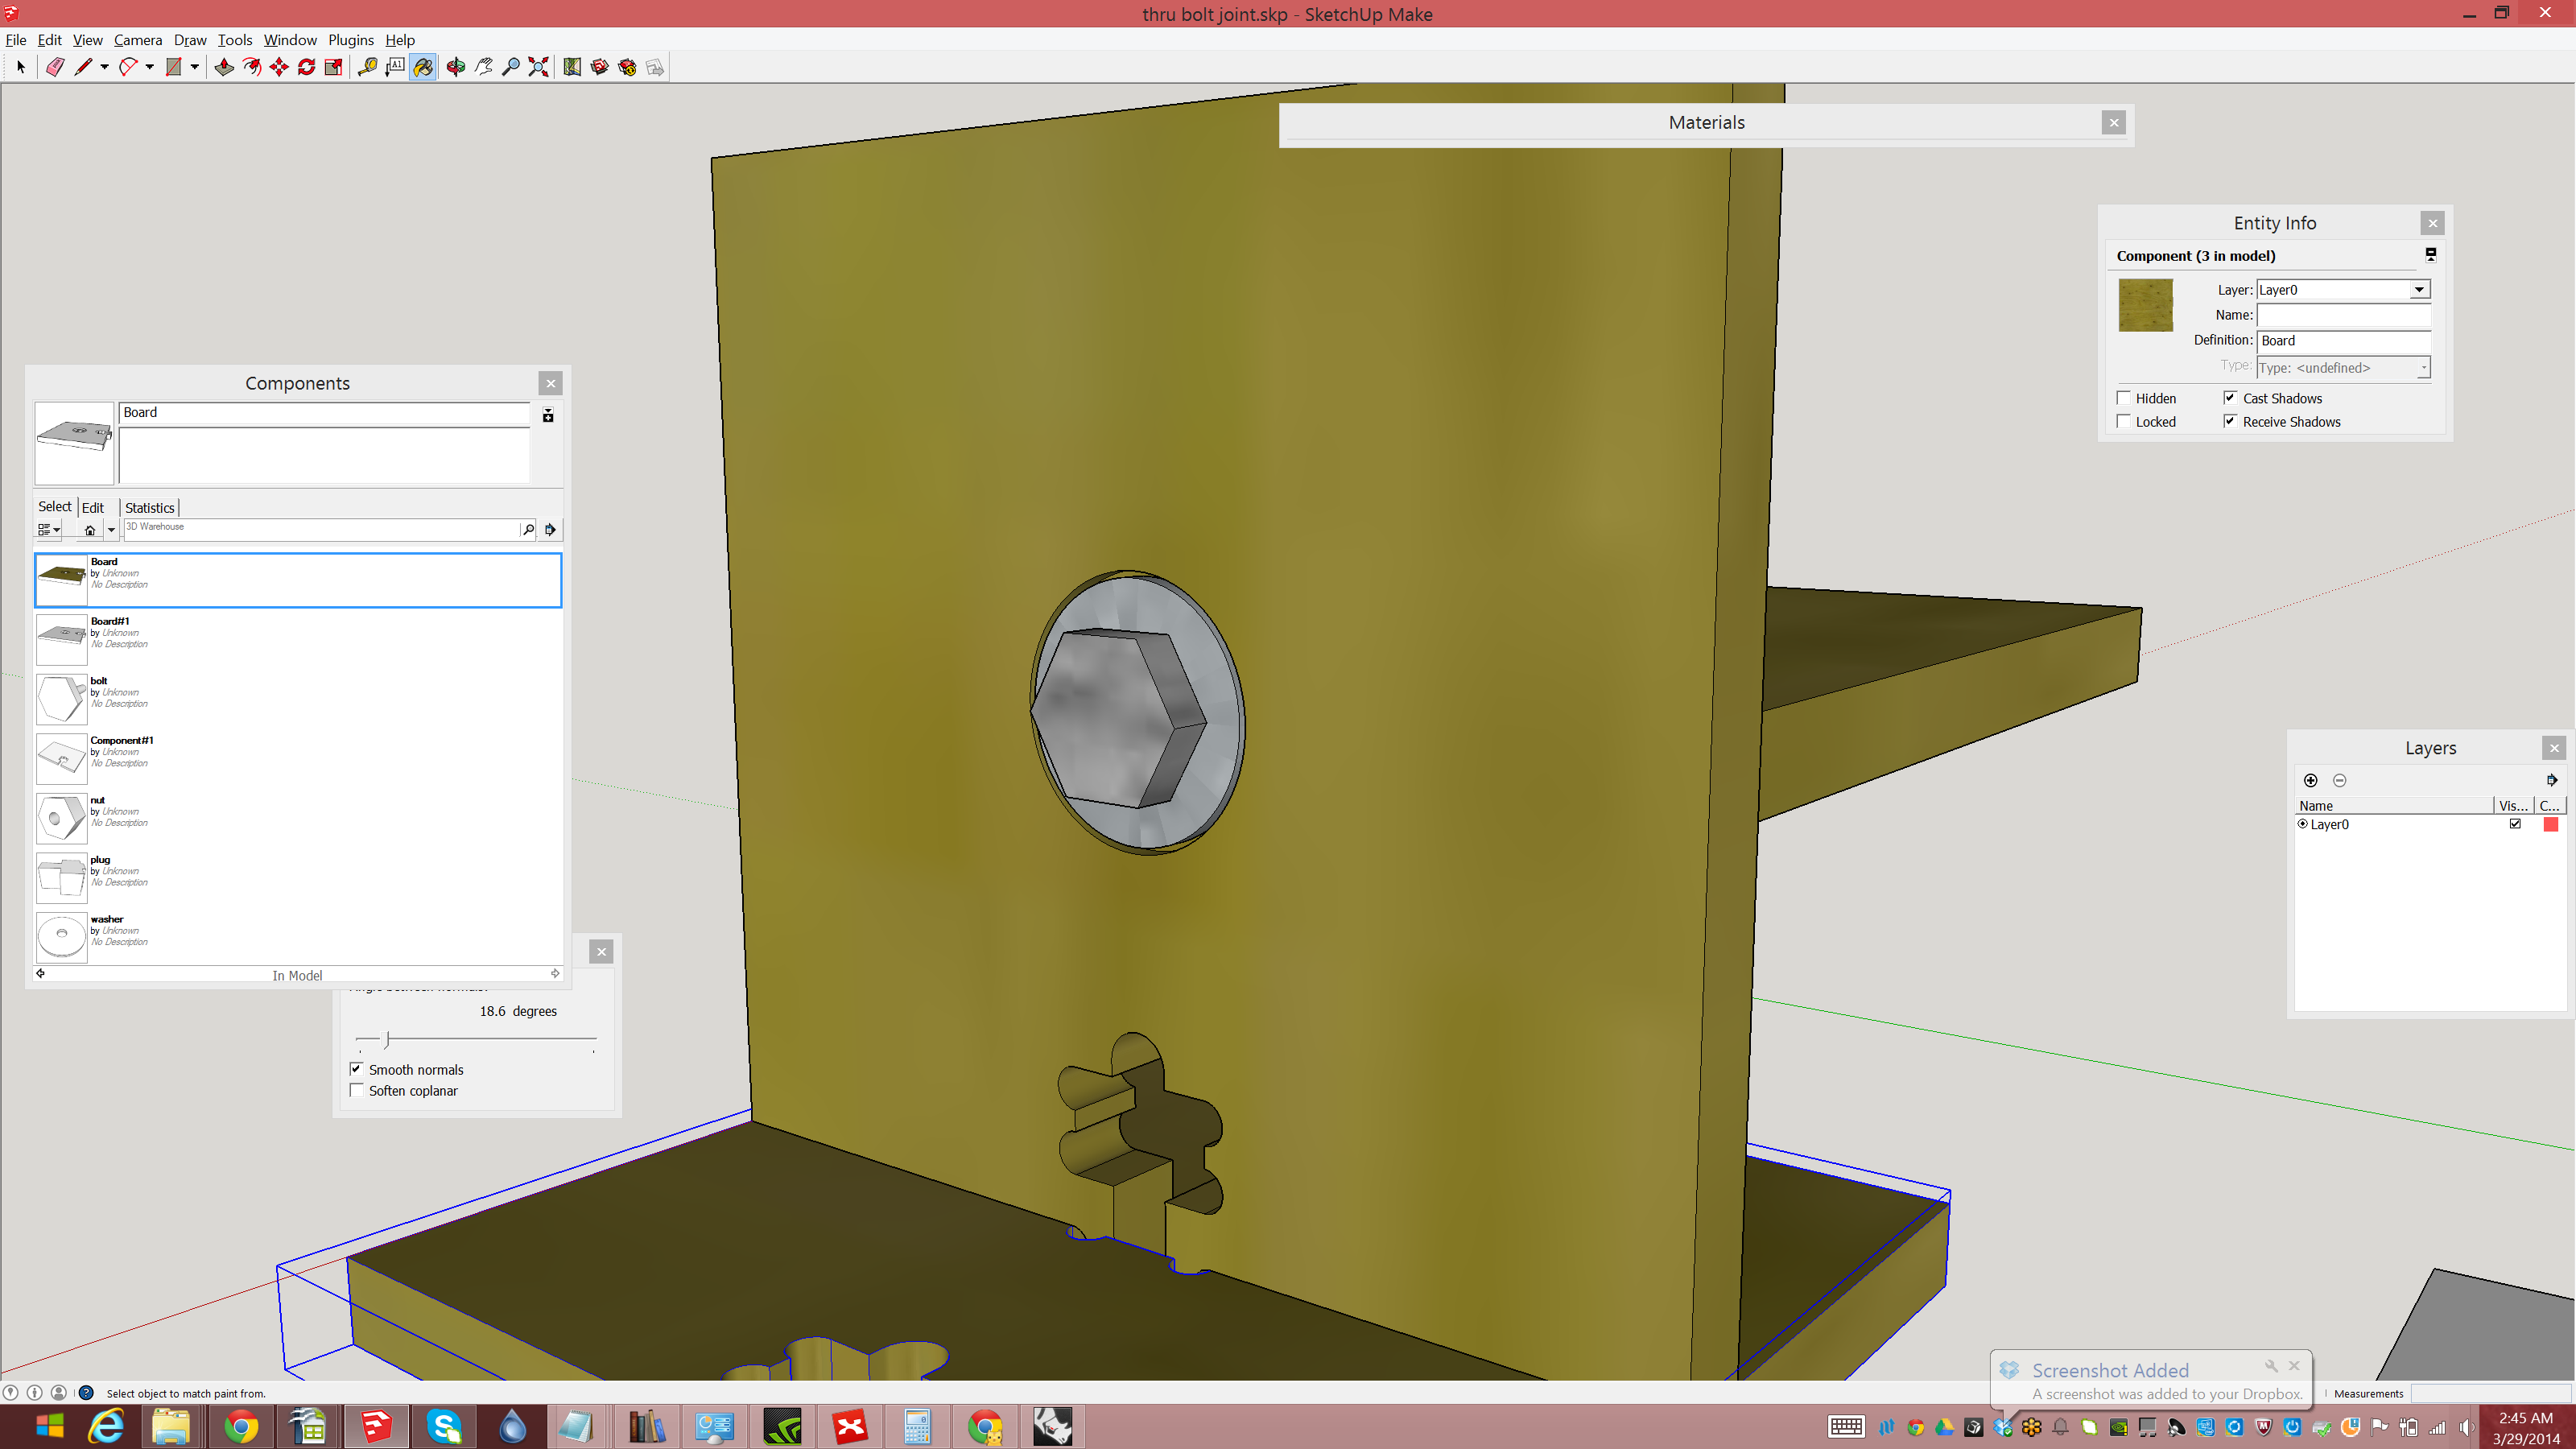 thru bolt joint.skp - SketchUp Make
File Edit View Camera Draw Tools Window Plugins Help
Materials
Entity Info
Component (3 in model)
Layer: Layer0
Name:
Definition: Board
Type: Type: <undefined>
Hidden Cast Shadows
Locked Receive Shadows
Components
Board
Select Edit Statistics
3D Warehouse
Board
by Unknown
No Description
Board#1
by Unknown
No Description
bolt
by Unknown
No Description
Component#1
by Unknown
No Description
nut
by Unknown
No Description
plug
by Unknown
No Description
washer
by Unknown
No Description
In Model
18.6 degrees
Smooth normals
Soften coplanar
Layers
Name Vis... C...
Layer0
Screenshot Added
A screenshot was added to your Dropbox.
Select object to match paint from.
Measurements
2:45 AM
3/29/2014